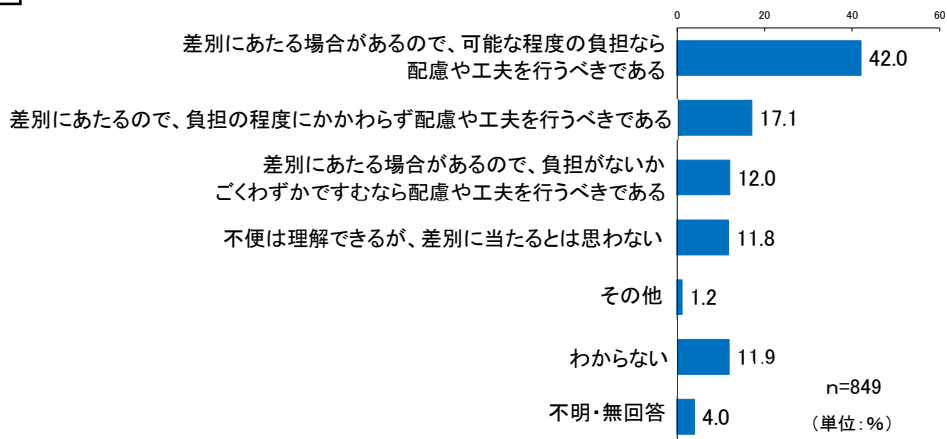 0 20 40 60
差別にあたる場合があるので、可能な程度の負担なら
配慮や工夫を行うべきである
42.0
差別にあたるので、負担の程度にかかわらず配慮や工夫を行うべきである
17.1
差別にあたる場合があるので、負担がないか
ごくわずかですむなら配慮や工夫を行うべきである
12.0
不便は理解できるが、差別に当たるとは思わない
11.8
その他
1.2
わからない
11.9
不明・無回答
4.0
n=849
（単位：%）